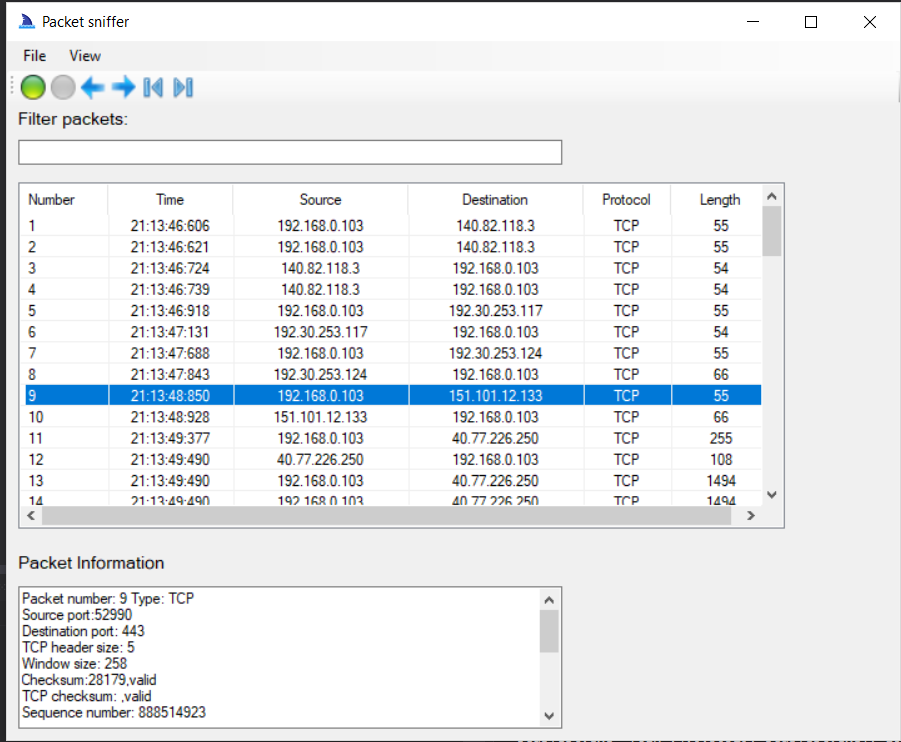 Packet sniffer
File View
Filter packets:
Number Time Source Destination Protocol Length
1 21:13:46:606 192.168.0.103 140.82.118.3 TCP 55
2 21:13:46:621 192.168.0.103 140.82.118.3 TCP 55
3 21:13:46:724 140.82.118.3 192.168.0.103 TCP 54
4 21:13:46:739 140.82.118.3 192.168.0.103 TCP 54
5 21:13:46:918 192.168.0.103 192.30.253.117 TCP 55
6 21:13:47:131 192.30.253.117 192.168.0.103 TCP 54
7 21:13:47:688 192.168.0.103 192.30.253.124 TCP 55
8 21:13:47:843 192.30.253.124 192.168.0.103 TCP 66
9 21:13:48:850 192.168.0.103 151.101.12.133 TCP 55
10 21:13:48:928 151.101.12.133 192.168.0.103 TCP 66
11 21:13:49:377 192.168.0.103 40.77.226.250 TCP 255
12 21:13:49:490 40.77.226.250 192.168.0.103 TCP 108
13 21:13:49:490 192.168.0.103 40.77.226.250 TCP 1494
14 21:13:49:490 192.168.0.103 40.77.226.250 TCP 1494
Packet Information
Packet number: 9 Type: TCP
Source port:52990
Destination port: 443
TCP header size: 5
Window size: 258
Checksum:28179,valid
TCP checksum: ,valid
Sequence number: 888514923